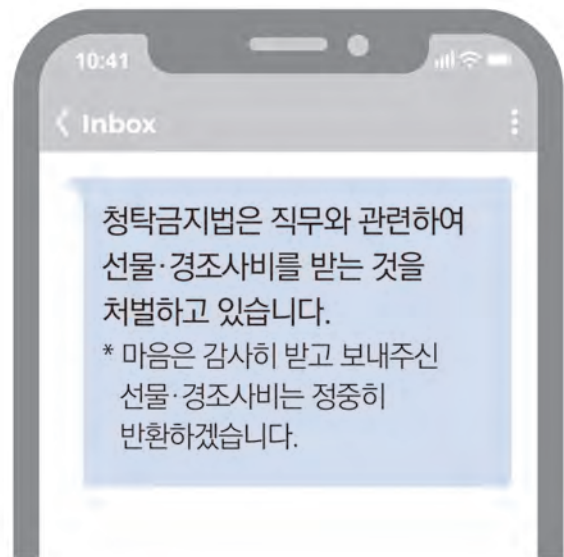 10:41
Inbox
청탁금지법은 직무와 관련하여
선물·경조사비를 받는 것을
처벌하고 있습니다.
* 마음은 감사히 받고 보내주신
선물·경조사비는 정중히
반환하겠습니다.